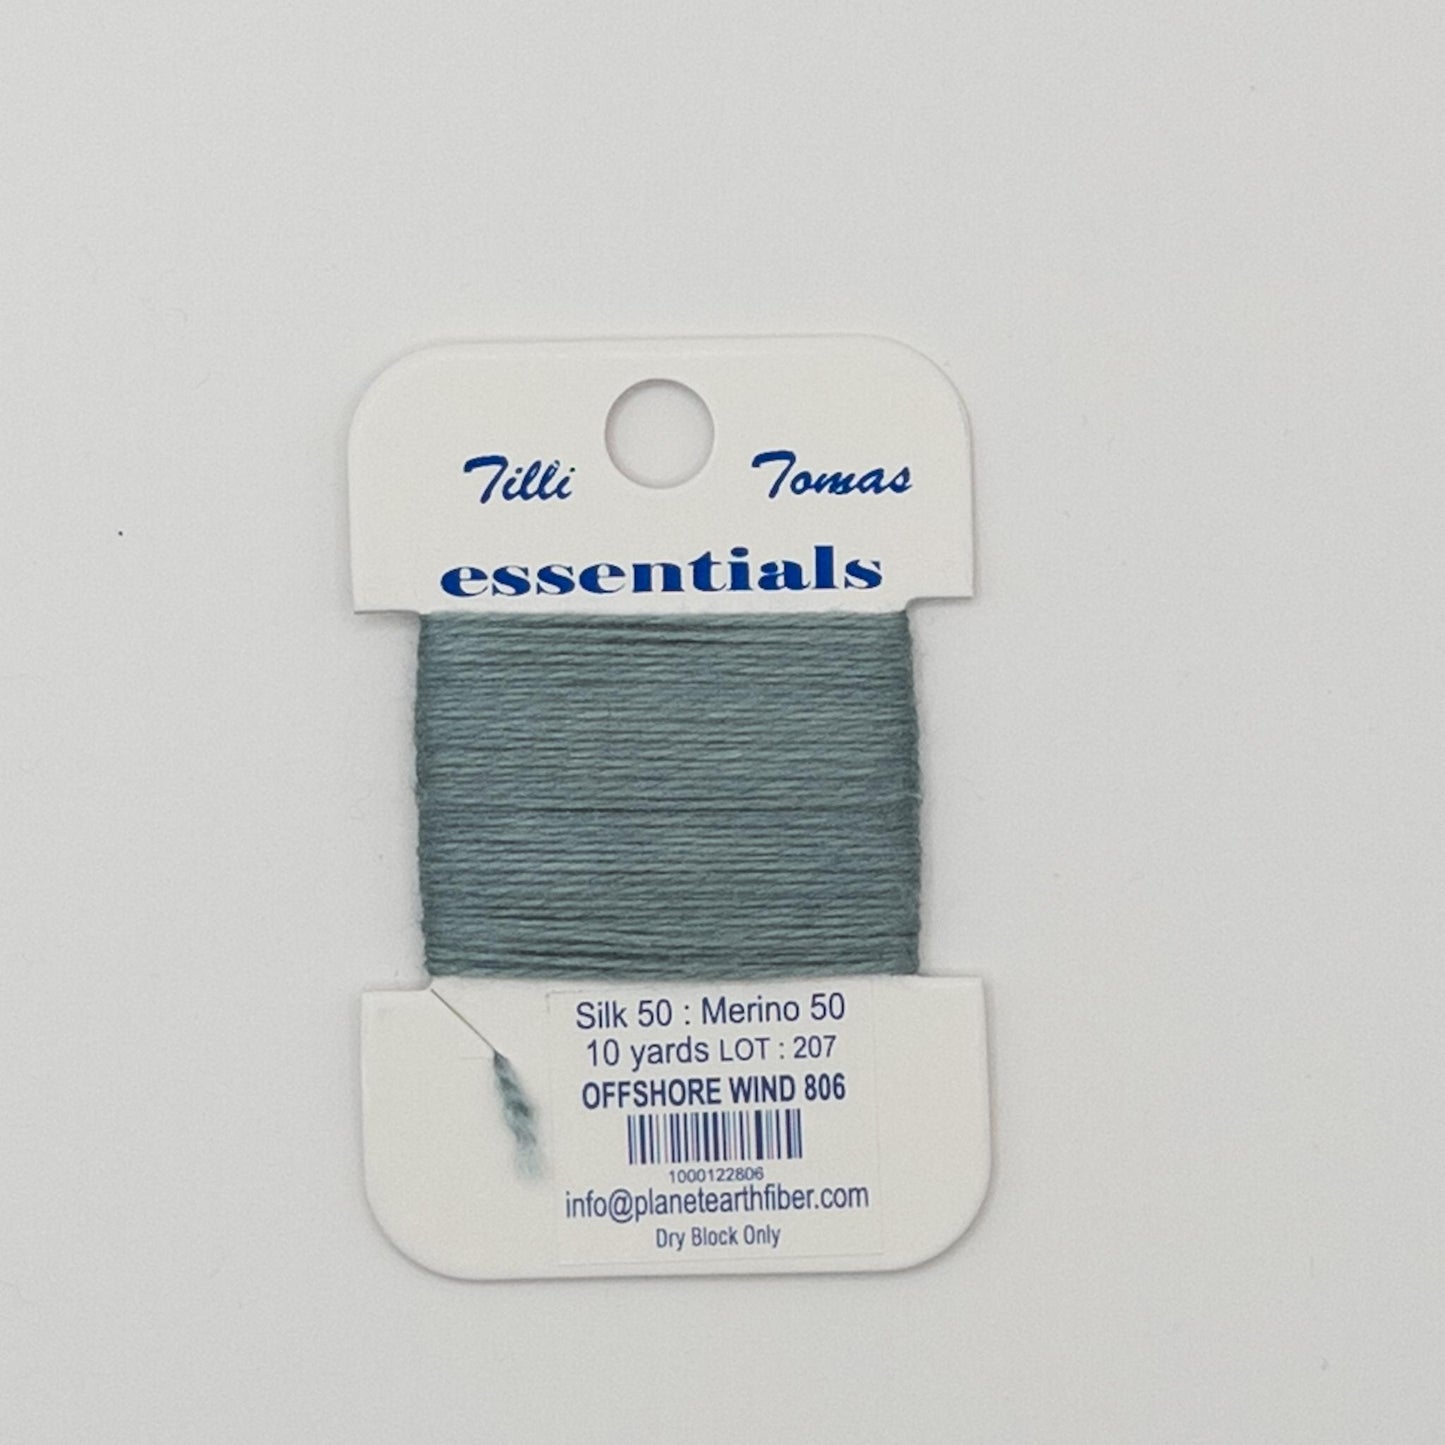 Tilli Tomas
essentials
Silk 50 : Merino 50
10 yards LOT : 207
OFFSHORE WIND 806
1000122806
info@planetearthfiber.com
Dry Block Only